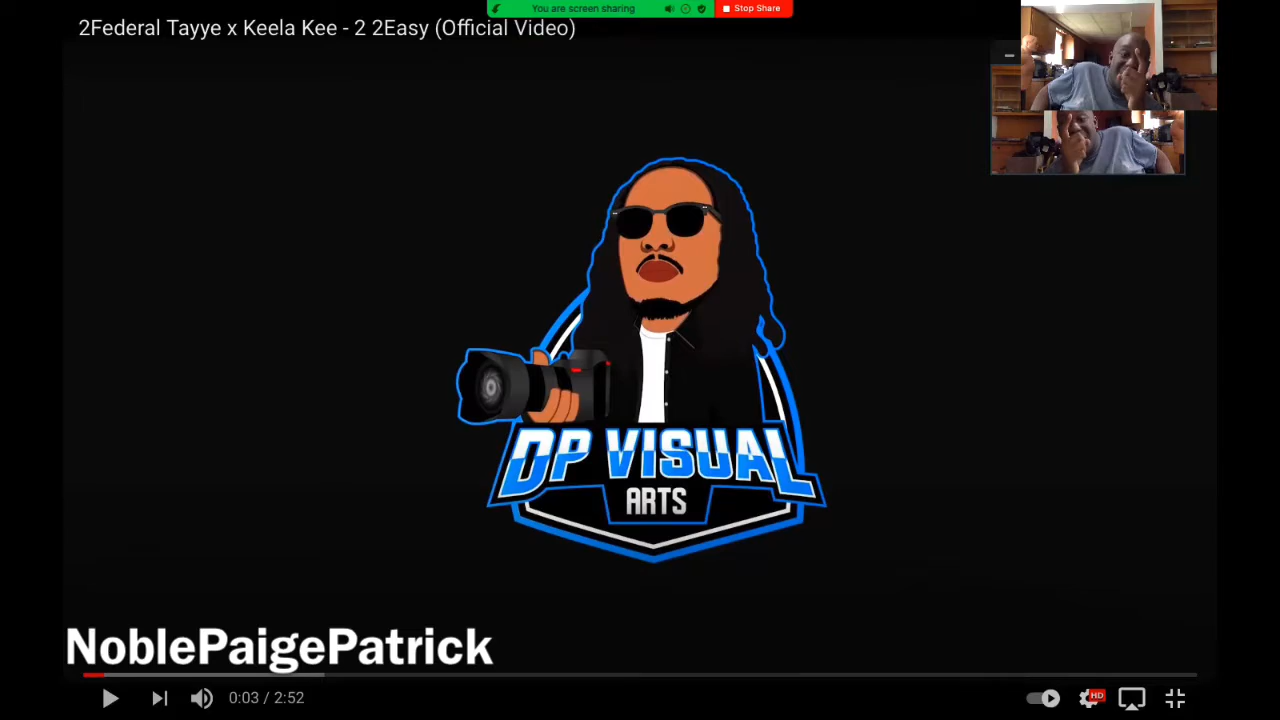 You are screen sharing
Stop Share
2Federal Tayye x Keela Kee - 2 2Easy (Official Video)
DP VISUAL
ARTS
NoblePaigePatrick
0:03 / 2:52
HD